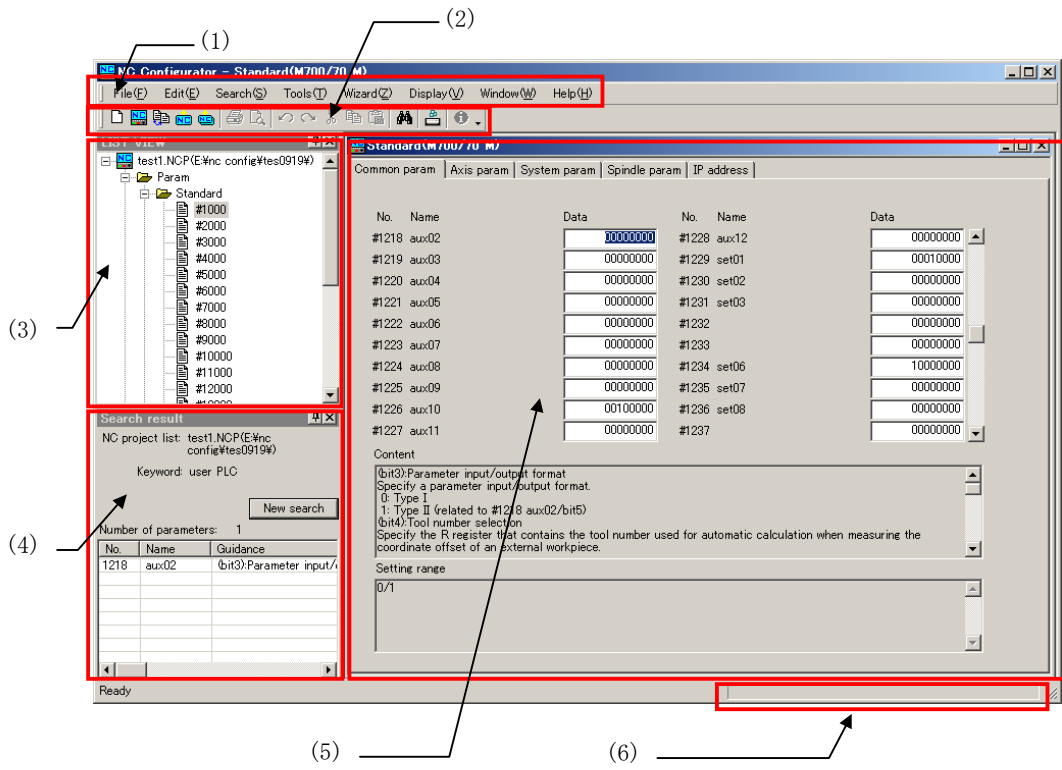 (1)
(2)
NC Configurator - Standard(M700/70 M)
File(F) Edit(E) Search(S) Tools(T) Wizard(Z) Display(V) Window(W) Help(H)
LIST VIEW
test1.NCP(E:¥nc config¥tes0919¥)
Param
Standard
#1000
#2000
#3000
#4000
#5000
#6000
#7000
#8000
#9000
#10000
#11000
#12000
(3)
Search result
NC project list: test1.NCP(E:¥nc
config¥tes0919¥)
Keyword: user PLC
New search
Number of parameters: 1
No. Name Guidance
1218 aux02 (bit3):Parameter input/
(4)
Standard(M700/70 M)
Common param Axis param System param Spindle param IP address
No. Name Data No. Name Data
#1218 aux02 00000000 #1228 aux12 00000000
#1219 aux03 00000000 #1229 set01 00010000
#1220 aux04 00000000 #1230 set02 00000000
#1221 aux05 00000000 #1231 set03 00000000
#1222 aux06 00000000 #1232 00000000
#1223 aux07 00000000 #1233 00000000
#1224 aux08 00000000 #1234 set06 10000000
#1225 aux09 00000000 #1235 set07 00000000
#1226 aux10 00100000 #1236 set08 00000000
#1227 aux11 00000000 #1237 00000000
Content
(bit3):Parameter input/output format
Specify a parameter input/output format.
0: Type I
1: Type II (related to #1218 aux02/bit5)
(bit4):Tool number selection
Specify the R register that contains the tool number used for automatic calculation when measuring the
coordinate offset of an external workpiece.
Setting range
0/1
Ready
(5)
(6)